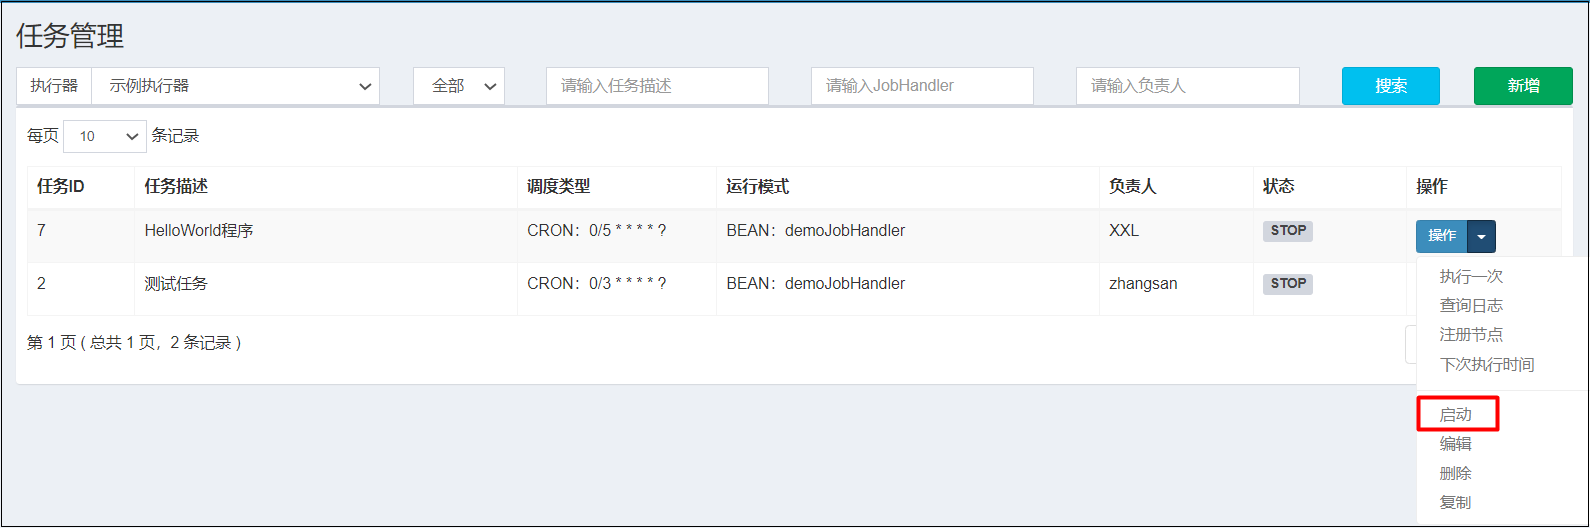 任务管理
执行器 示例执行器 全部 请输入任务描述 请输入JobHandler 请输入负责人 搜索 新增
每页 10 条记录
任务ID 任务描述 调度类型 运行模式 负责人 状态 操作
7 HelloWorld程序 CRON：0/5 * * * * ? BEAN：demoJobHandler XXL STOP 操作
2 测试任务 CRON：0/3 * * * * ? BEAN：demoJobHandler zhangsan STOP
第 1 页 ( 总共 1 页，2 条记录 )
执行一次
查询日志
注册节点
下次执行时间
启动
编辑
删除
复制